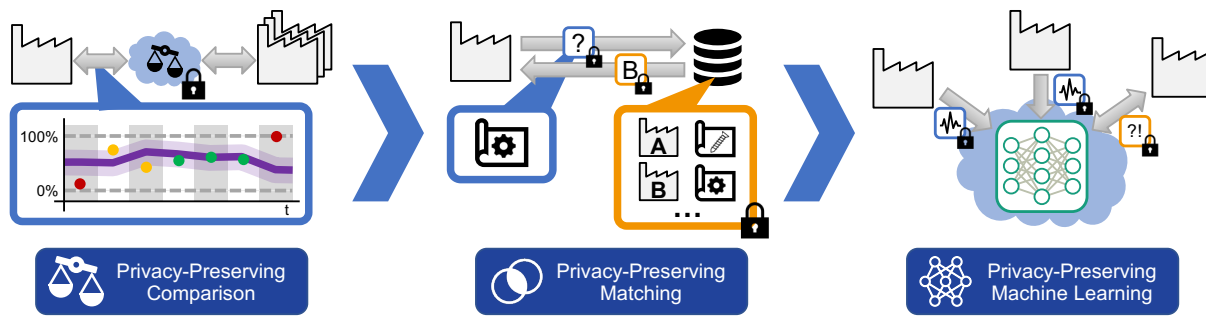 100%
0%
t
Privacy-Preserving
Comparison
?
B
A
B
...
Privacy-Preserving
Matching
?!
Privacy-Preserving
Machine Learning